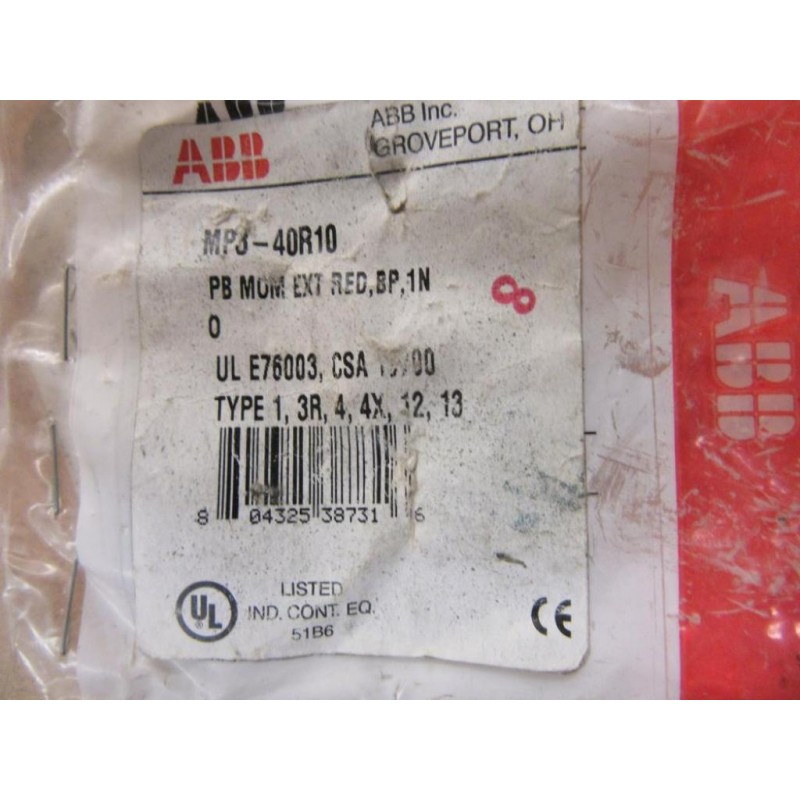 ABB
ABB Inc.
GROVEPORT, OH
MP3-40R10
PB MOM EXT RED,BP,1N
O
UL E76003, CSA
TYPE 1, 3R, 4, 4X, 12, 13
8 04325 38731 6
UL
LISTED
IND. CONT. EQ.
51B6
CE
8
ABB